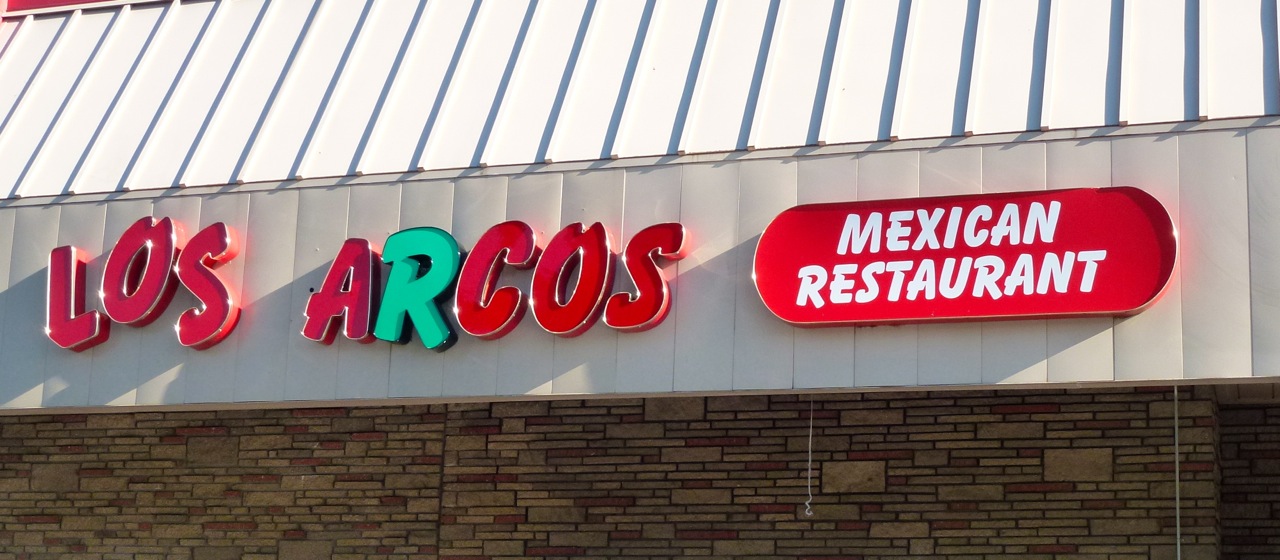 LOS ARCOS
MEXICAN
RESTAURANT